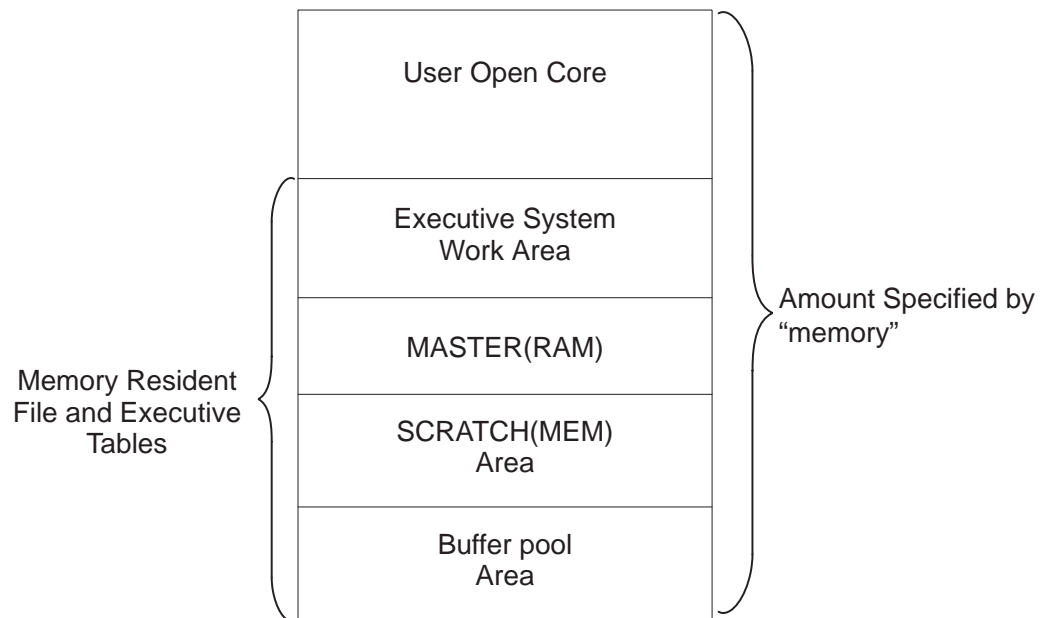 User Open Core
Executive System
Work Area
MASTER(RAM)
SCRATCH(MEM)
Area
Buffer pool
Area
Memory Resident
File and Executive
Tables
Amount Specified by
“memory”